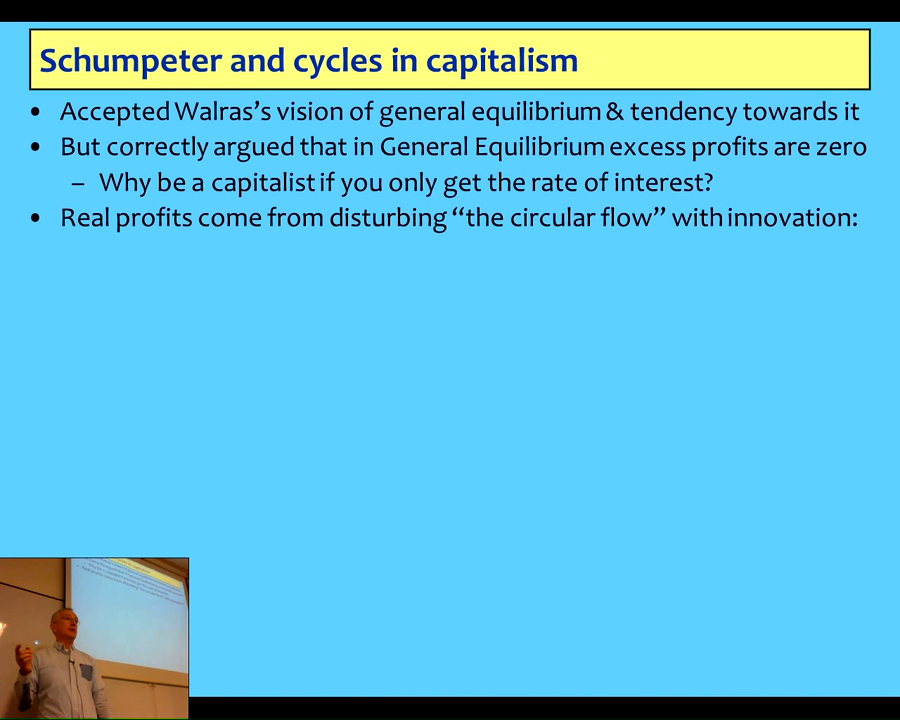 Schumpeter and cycles in capitalism
• Accepted Walras’s vision of general equilibrium & tendency towards it
• But correctly argued that in General Equilibrium excess profits are zero
– Why be a capitalist if you only get the rate of interest?
• Real profits come from disturbing “the circular flow” with innovation: